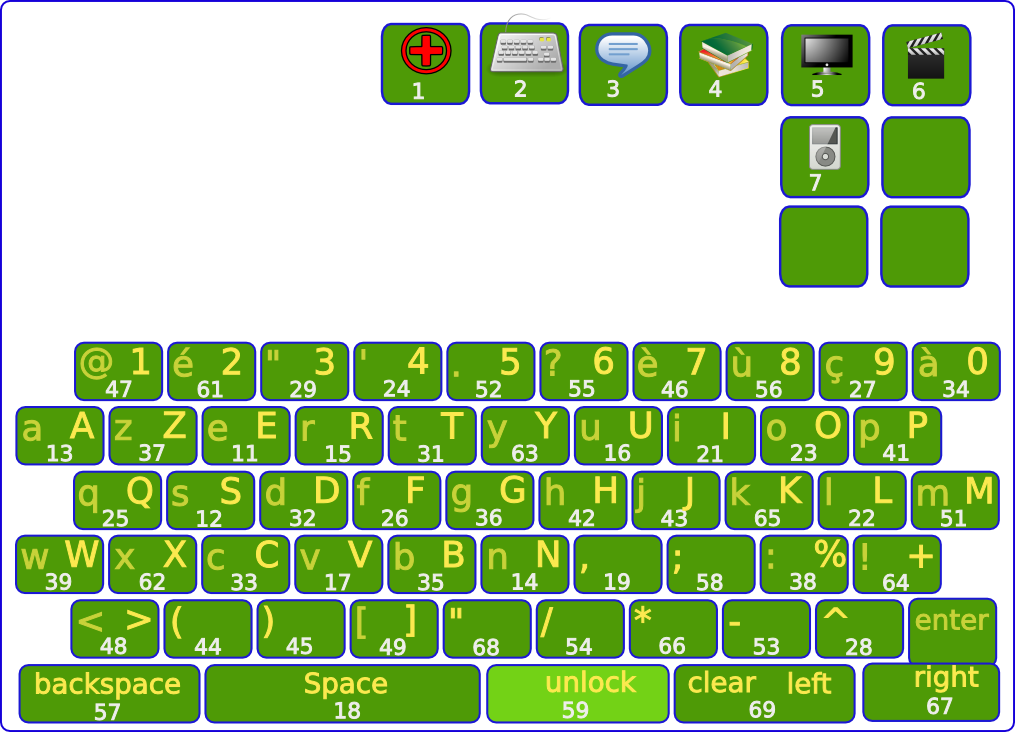 1 2 3 4 5 6
7
@ 1 é 2 " 3 ' 4 . 5 ? 6 è 7 ù 8 ç 9 à 0
47 61 29 24 52 55 46 56 27 34
a A z Z e E r R t T y Y u U i I o O p P
13 37 11 15 31 63 16 21 23 41
q Q s S d D f F g G h H j J k K l L m M
25 12 32 26 36 42 43 65 22 51
w W x X c C v V b B n N , ; : % ! +
39 62 33 17 35 14 19 58 38 64
< > ( ) [ ] " / * - ^ enter
48 44 45 49 68 54 66 53 28
backspace Space unlock clear left right
57 18 59 69 67